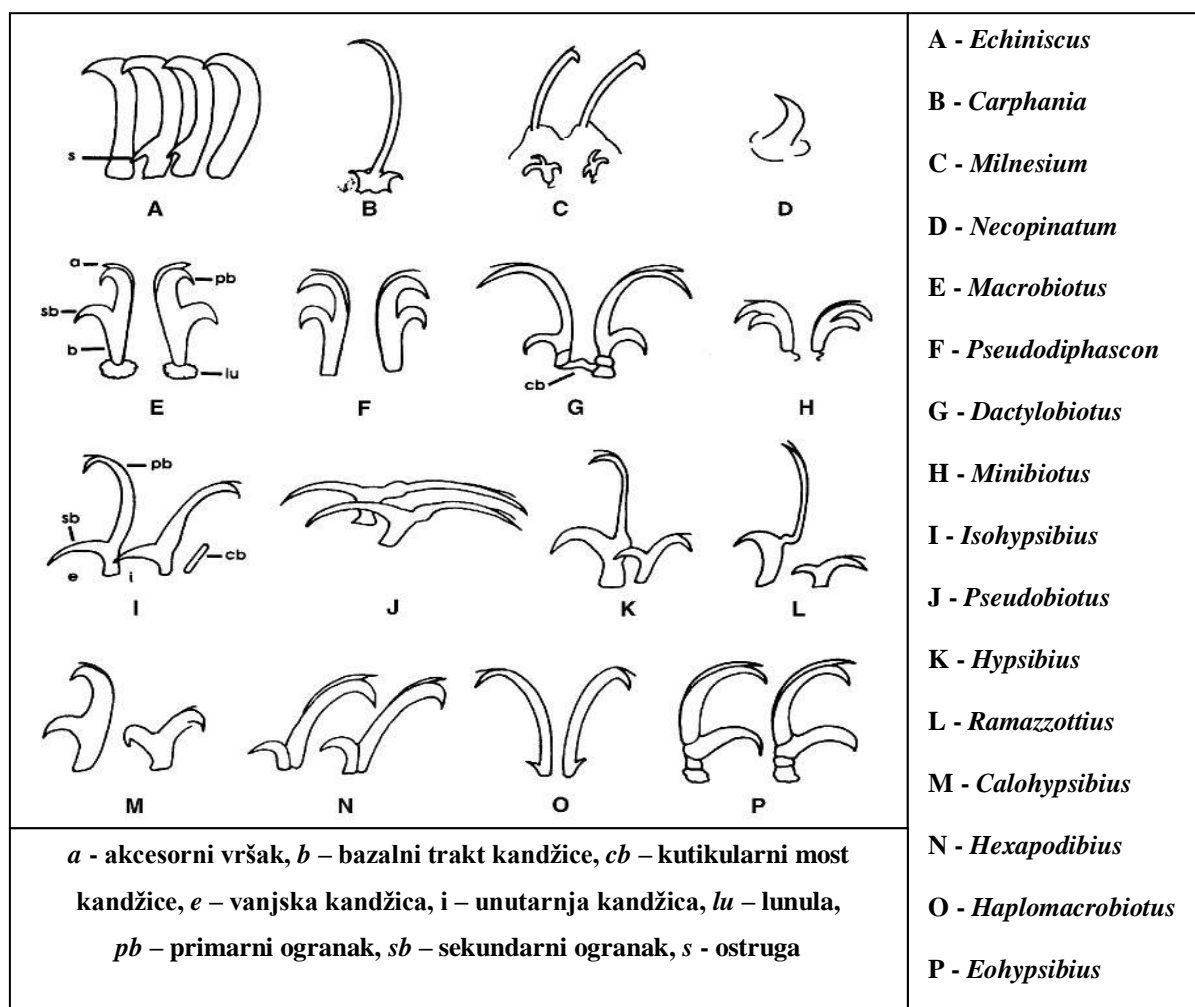 s
A
B
C
D
a
pb
sb
b
lu
cb
E
F
G
H
pb
sb
cb
e
i
I
J
K
L
M
N
O
P
a - akcesorni vršak, b – bazalni trakt kandžice, cb – kutikularni most
kandžice, e – vanjska kandžica, i – unutarnja kandžica, lu – lunula,
pb – primarni ogranak, sb – sekundarni ogranak, s - ostruga
A - Echiniscus
B - Carphania
C - Milnesium
D - Necopinatum
E - Macrobiotus
F - Pseudodiphascon
G - Dactylobiotus
H - Minibiotus
I - Isohypsibius
J - Pseudobiotus
K - Hypsibius
L - Ramazzottius
M - Calohypsibius
N - Hexapodibius
O - Haplomacrobiotus
P - Eohypsibius